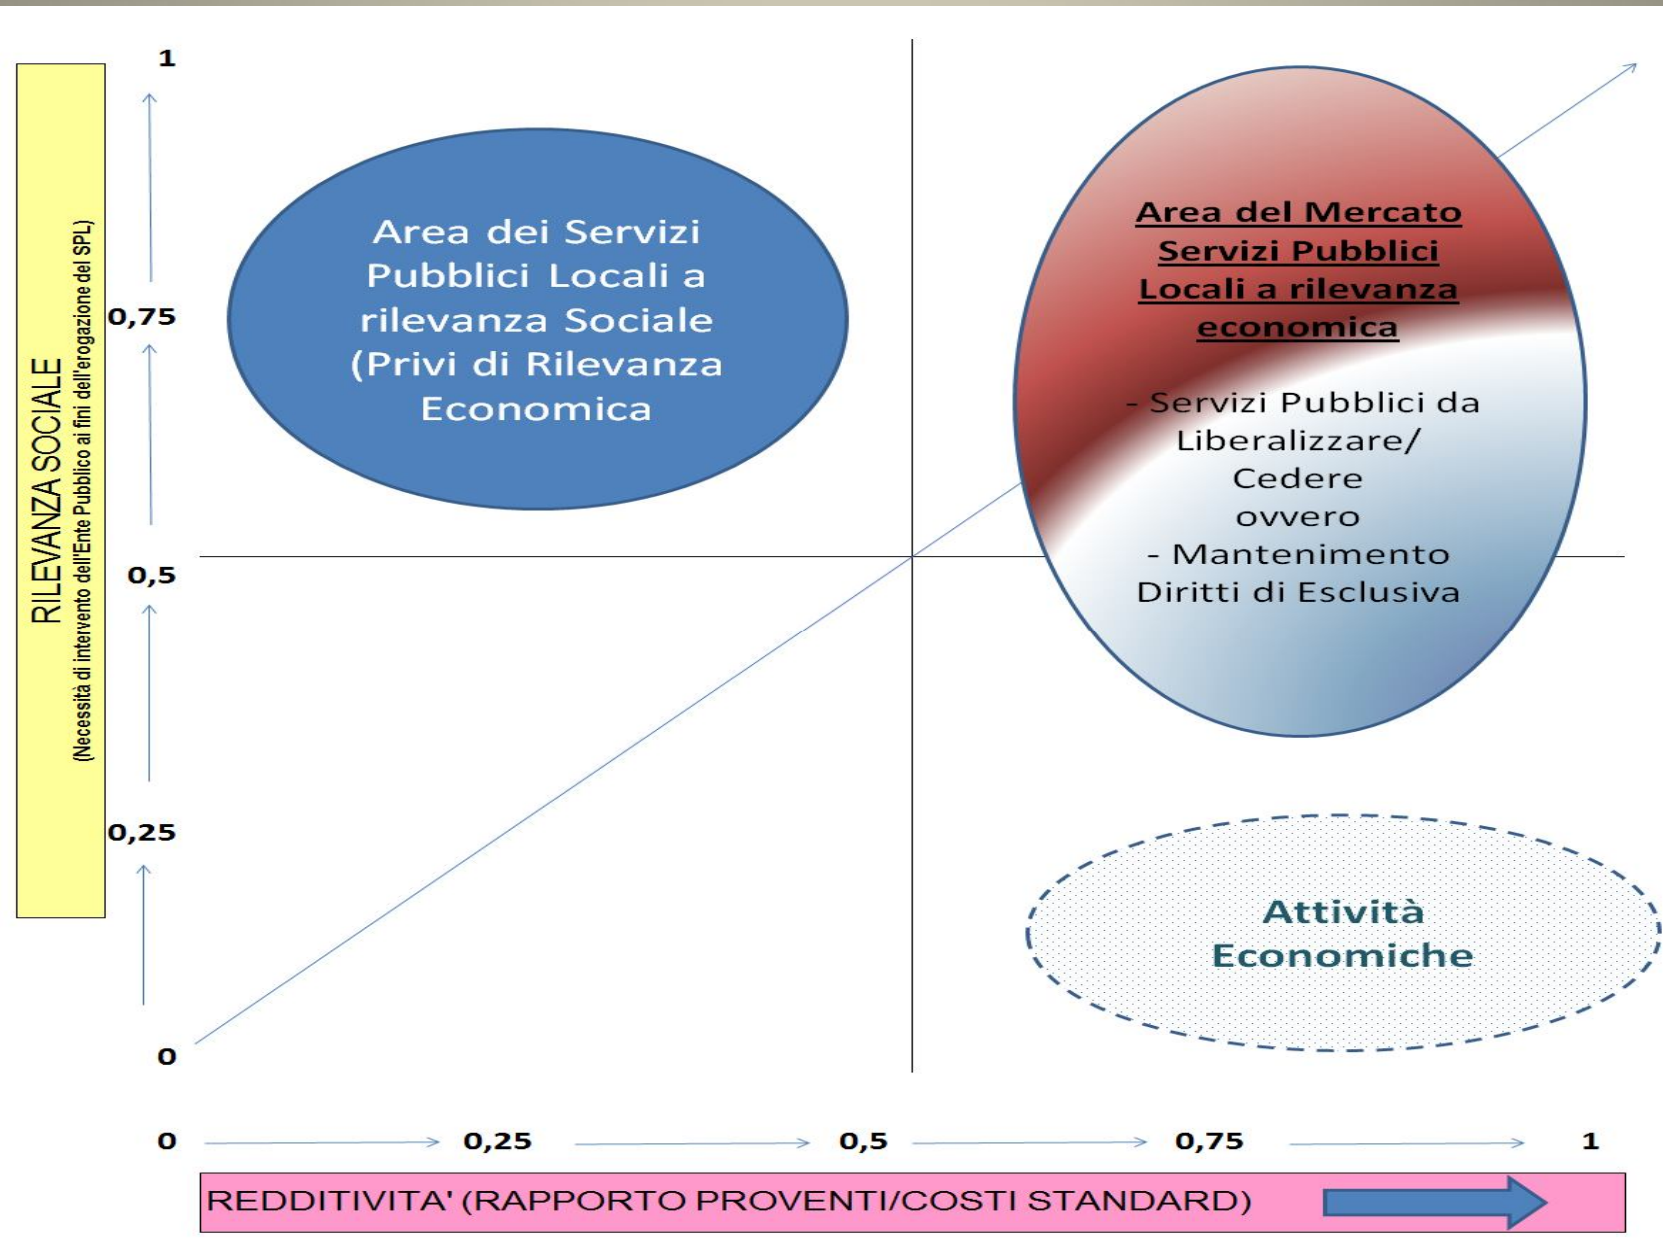 1
0,75
0,5
0,25
0
RILEVANZA SOCIALE
(Necessità di intervento dell'Ente Pubblico ai fini dell'erogazione del SPL)
Area dei Servizi
Pubblici Locali a
rilevanza Sociale
(Privi di Rilevanza
Economica
Area del Mercato
Servizi Pubblici
Locali a rilevanza
economica
- Servizi Pubblici da
Liberalizzare/
Cedere
ovvero
- Mantenimento
Diritti di Esclusiva
Attività
Economiche
0 0,25 0,5 0,75 1
REDDITIVITA' (RAPPORTO PROVENTI/COSTI STANDARD)